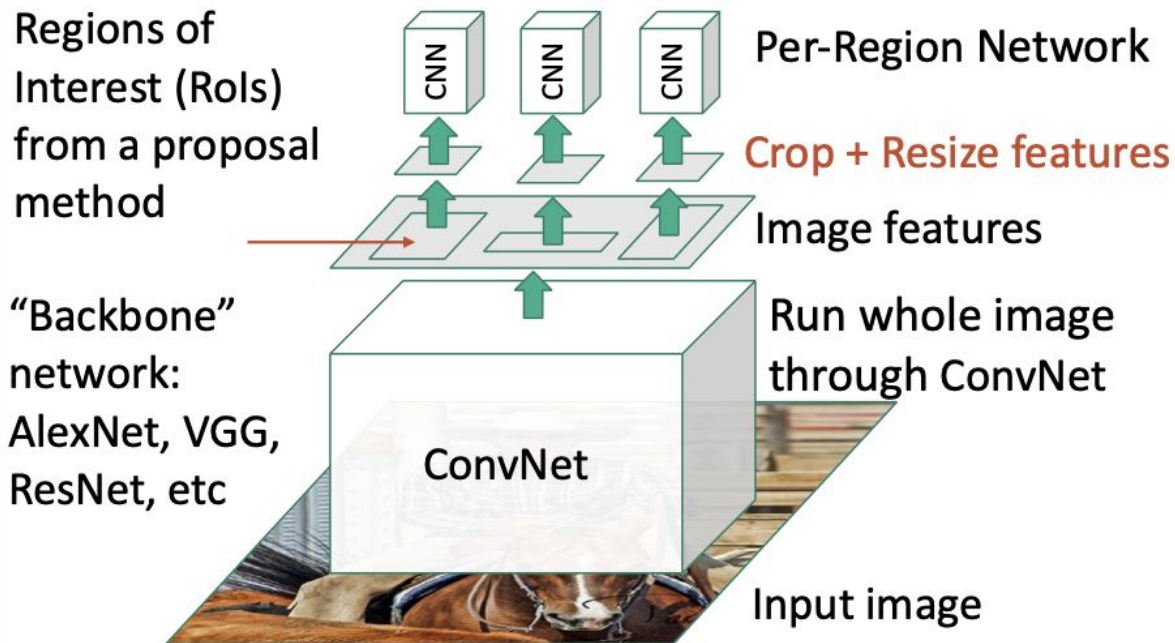 Regions of
Interest (RoIs)
from a proposal
method
CNN
CNN
CNN
Per-Region Network
Crop + Resize features
Image features
“Backbone”
network:
AlexNet, VGG,
ResNet, etc
ConvNet
Run whole image
through ConvNet
Input image